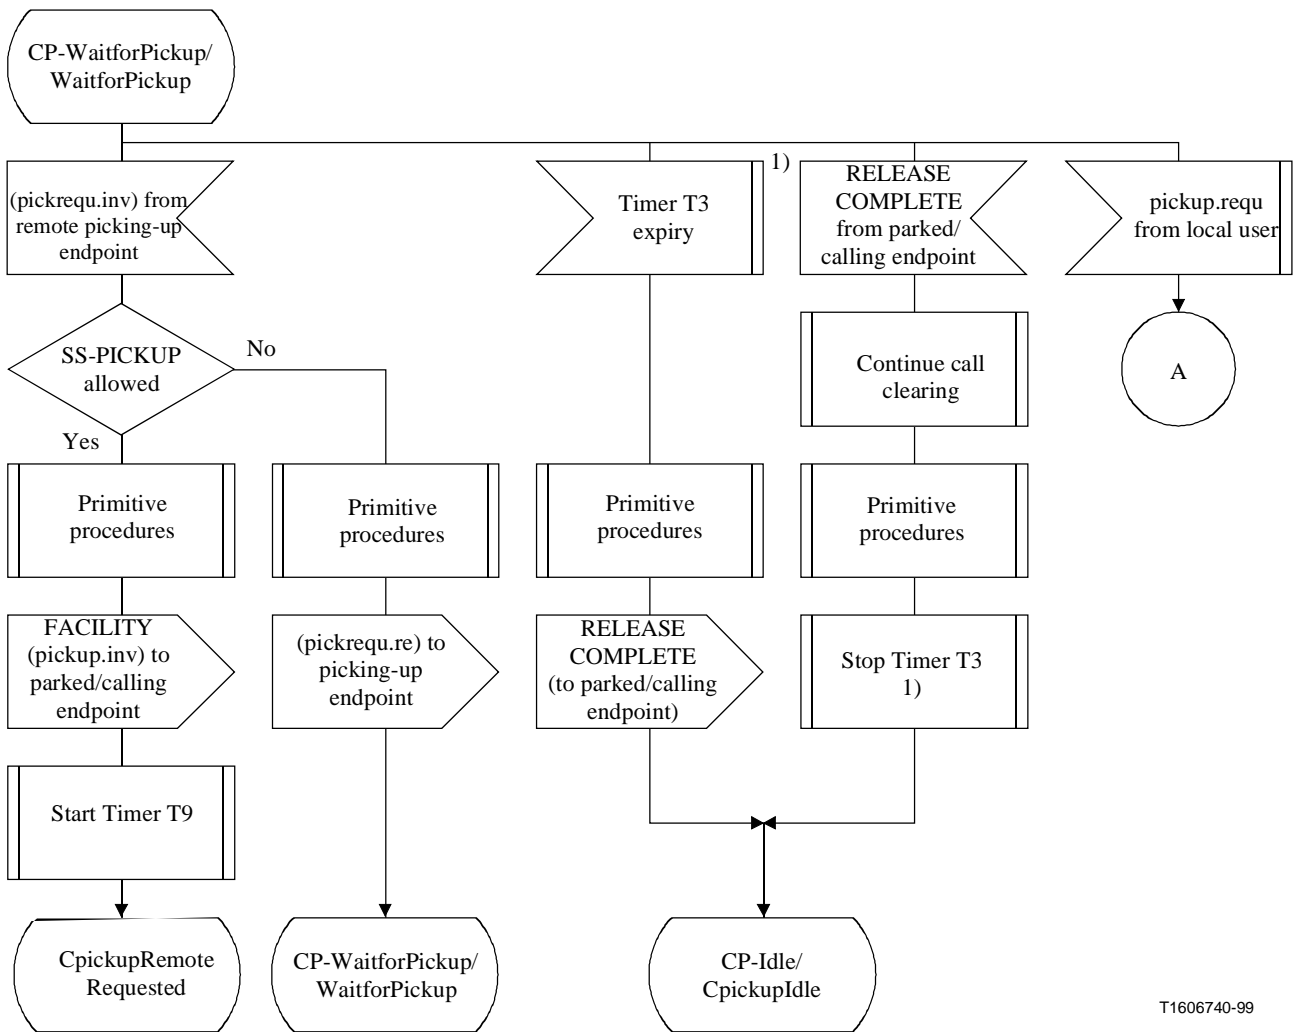 CP-WaitforPickup/
WaitforPickup
(pickrequ.inv) from
remote picking-up
endpoint
Timer T3
expiry
1)
RELEASE
COMPLETE
from parked/
calling endpoint
pickup.requ
from local user
SS-PICKUP
allowed
No
Yes
Continue call
clearing
A
Primitive
procedures
Primitive
procedures
Primitive
procedures
Primitive
procedures
FACILITY
(pickup.inv) to
parked/calling
endpoint
(pickrequ.re) to
picking-up
endpoint
RELEASE
COMPLETE
(to parked/calling
endpoint)
Stop Timer T3
1)
Start Timer T9
CpickupRemote
Requested
CP-WaitforPickup/
WaitforPickup
CP-Idle/
CpickupIdle
T1606740-99